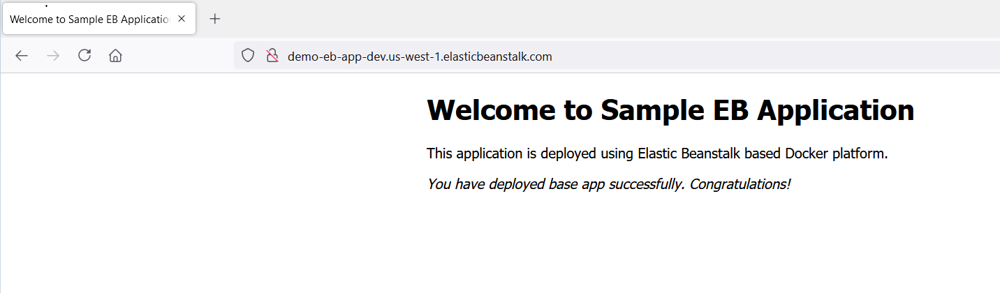 Welcome to Sample EB Applicatio
demo-eb-app-dev.us-west-1.elasticbeanstalk.com
Welcome to Sample EB Application
This application is deployed using Elastic Beanstalk based Docker platform.
You have deployed base app successfully. Congratulations!